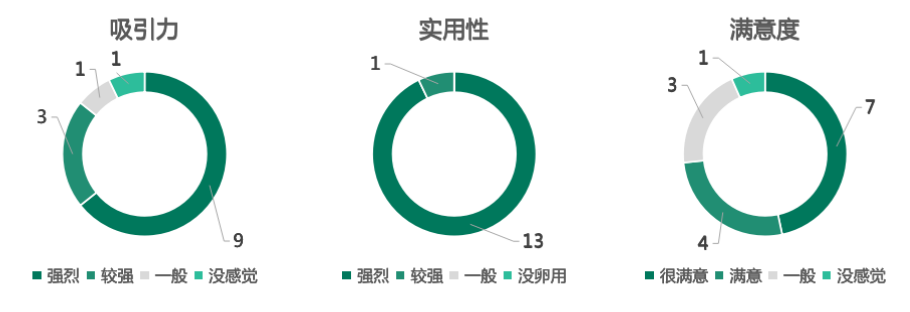 吸引力
1
1
3
9
■ 强烈 ■ 较强 ■ 一般 ■ 没感觉
实用性
1
13
■ 强烈 ■ 较强 ■ 一般 ■ 没卵用
满意度
1
3
7
4
■ 很满意 ■ 满意 ■ 一般 ■ 没感觉